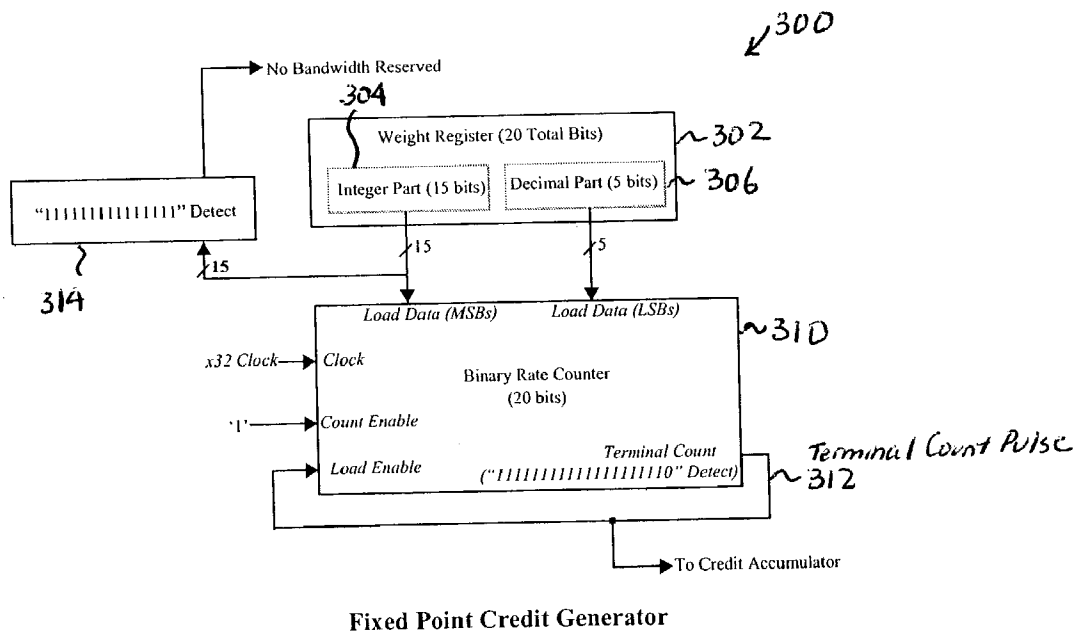 300
No Bandwidth Reserved
304
Weight Register (20 Total Bits)
302
Integer Part (15 bits)
Decimal Part (5 bits)
306
“111111111111111” Detect
15
5
15
314
Load Data (MSBs)
Load Data (LSBs)
310
x32 Clock
Clock
Binary Rate Counter
(20 bits)
‘1’
Count Enable
Load Enable
Terminal Count
(“11111111111111111110” Detect)
Terminal Count Pulse
312
To Credit Accumulator
Fixed Point Credit Generator